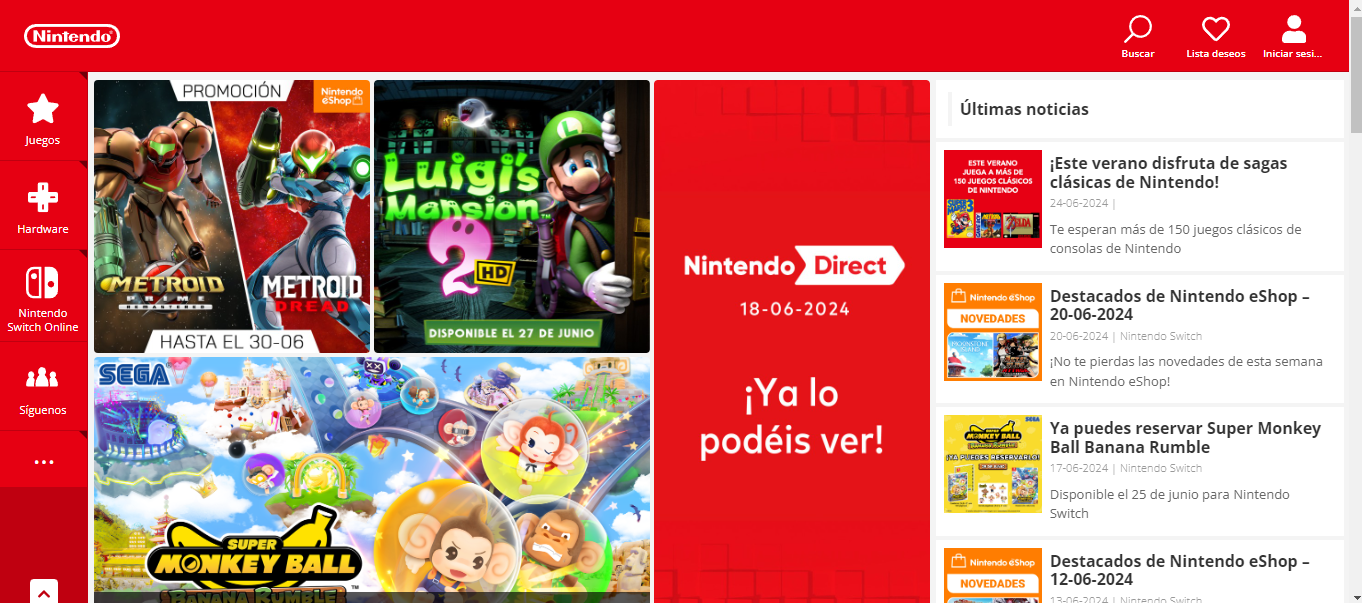 Nintendo
Buscar
Lista deseos
Iniciar sesi...
Juegos
Hardware
Nintendo
Switch Online
Síguenos
...
PROMOCIÓN
Nintendo
eShop
METROID
PRIME
REMASTERED
METROID
DREAD
HASTA EL 30-06
Luigi's
Mansion™
2 HD
DISPONIBLE EL 27 DE JUNIO
SEGA
SUPER
MONKEY BALL
BANANA RUMBLE™
Nintendo Direct
18-06-2024
¡Ya lo
podéis ver!
Últimas noticias
ESTE VERANO
JUEGA A MÁS DE
150 JUEGOS CLÁSICOS
DE NINTENDO
¡Este verano disfruta de sagas
clásicas de Nintendo!
24-06-2024 |
Te esperan más de 150 juegos clásicos de
consolas de Nintendo
Nintendo eShop
NOVEDADES
MOONSTONE
ISLAND
Destacados de Nintendo eShop –
20-06-2024
20-06-2024 | Nintendo Switch
¡No te pierdas las novedades de esta semana
en Nintendo eShop!
SEGA
SUPER
MONKEY BALL
BANANA RUMBLE
¡YA PUEDES RESERVARLO!
Ya puedes reservar Super Monkey
Ball Banana Rumble
17-06-2024 | Nintendo Switch
Disponible el 25 de junio para Nintendo
Switch
Nintendo eShop
NOVEDADES
Destacados de Nintendo eShop –
12-06-2024
13-06-2024 | Nintendo Switch